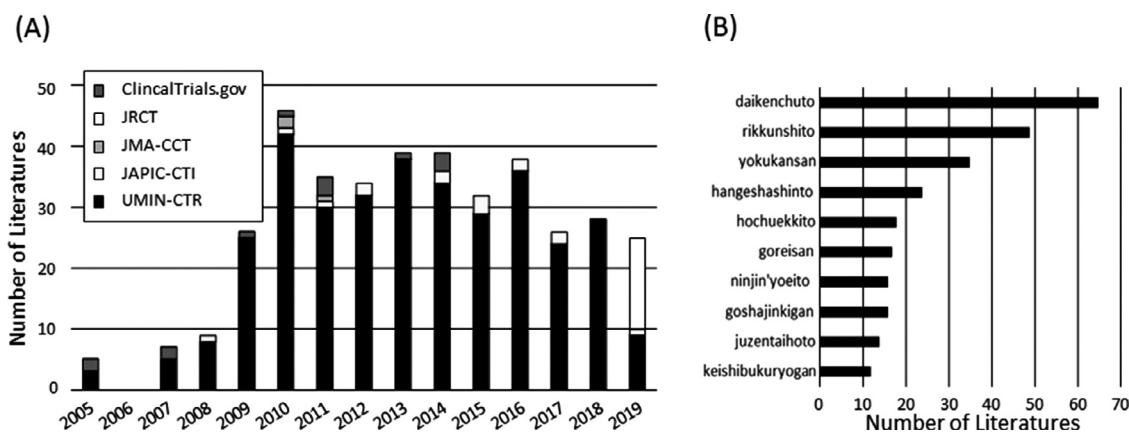 (A)
ClincalTrials.gov
JRCT
JMA-CCT
JAPIC-CTI
UMIN-CTR
Number of Literatures
50
40
30
20
10
0
2005 2006 2007 2008 2009 2010 2011 2012 2013 2014 2015 2016 2017 2018 2019
(B)
daikenchuto
rikkunshito
yokukansan
hangeshashinto
hochuekkito
goreisan
ninjin'yoeito
goshajinkigan
juzentaihoto
keishibukuryogan
0 10 20 30 40 50 60 70
Number of Literatures